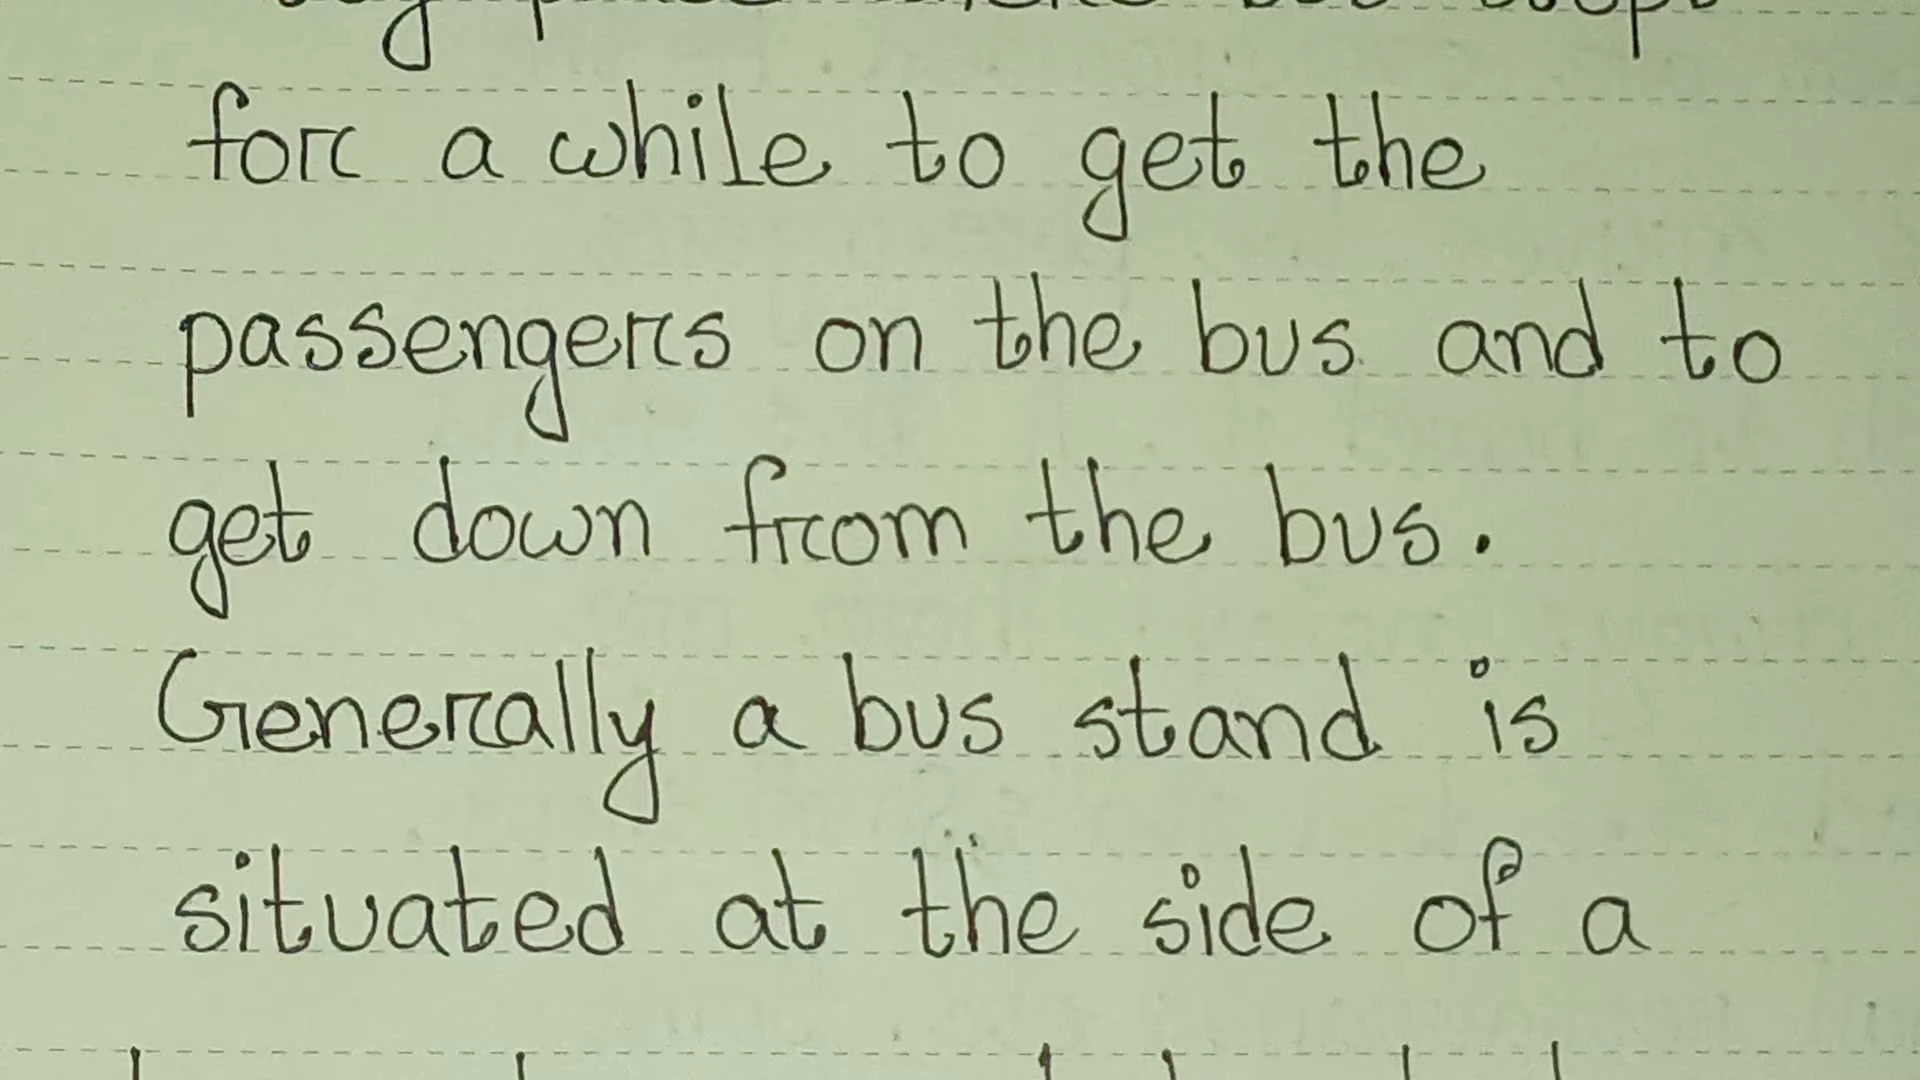 for a while to get the
passengers on the bus and to
get down from the bus.
Generally a bus stand is
situated at the side of a